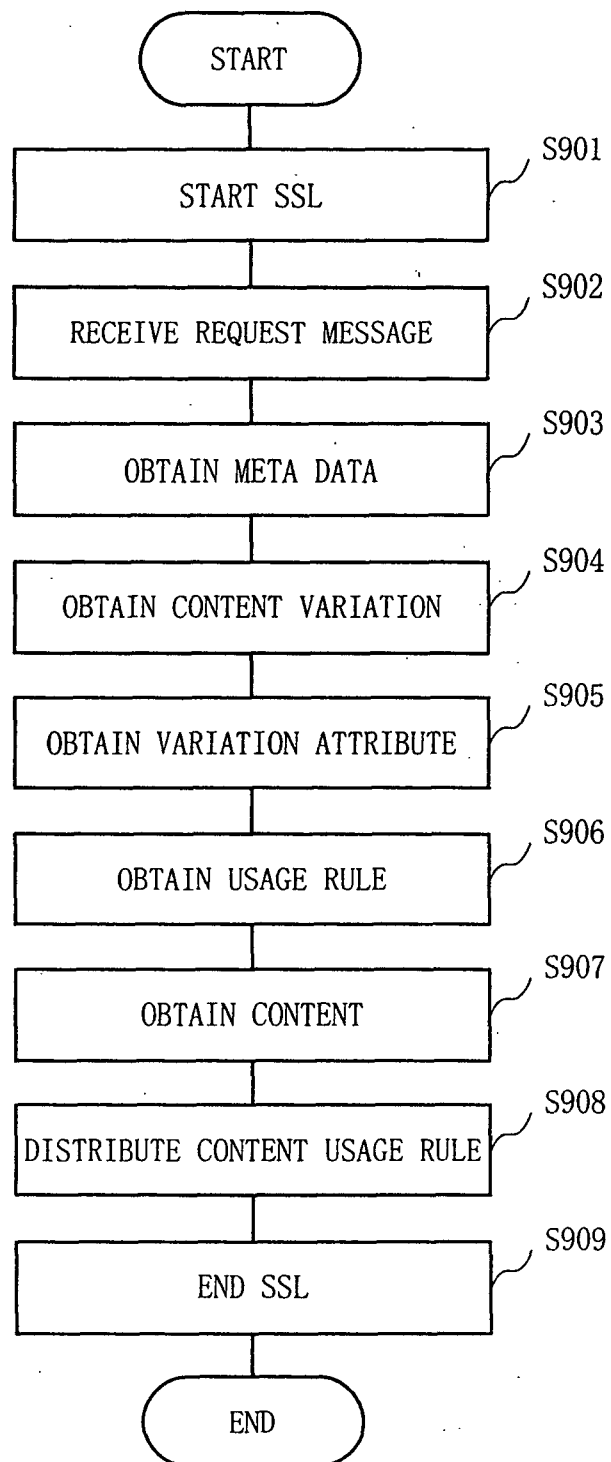 START
S901
START SSL
S902
RECEIVE REQUEST MESSAGE
S903
OBTAIN META DATA
S904
OBTAIN CONTENT VARIATION
S905
OBTAIN VARIATION ATTRIBUTE
S906
OBTAIN USAGE RULE
S907
OBTAIN CONTENT
S908
DISTRIBUTE CONTENT USAGE RULE
S909
END SSL
END